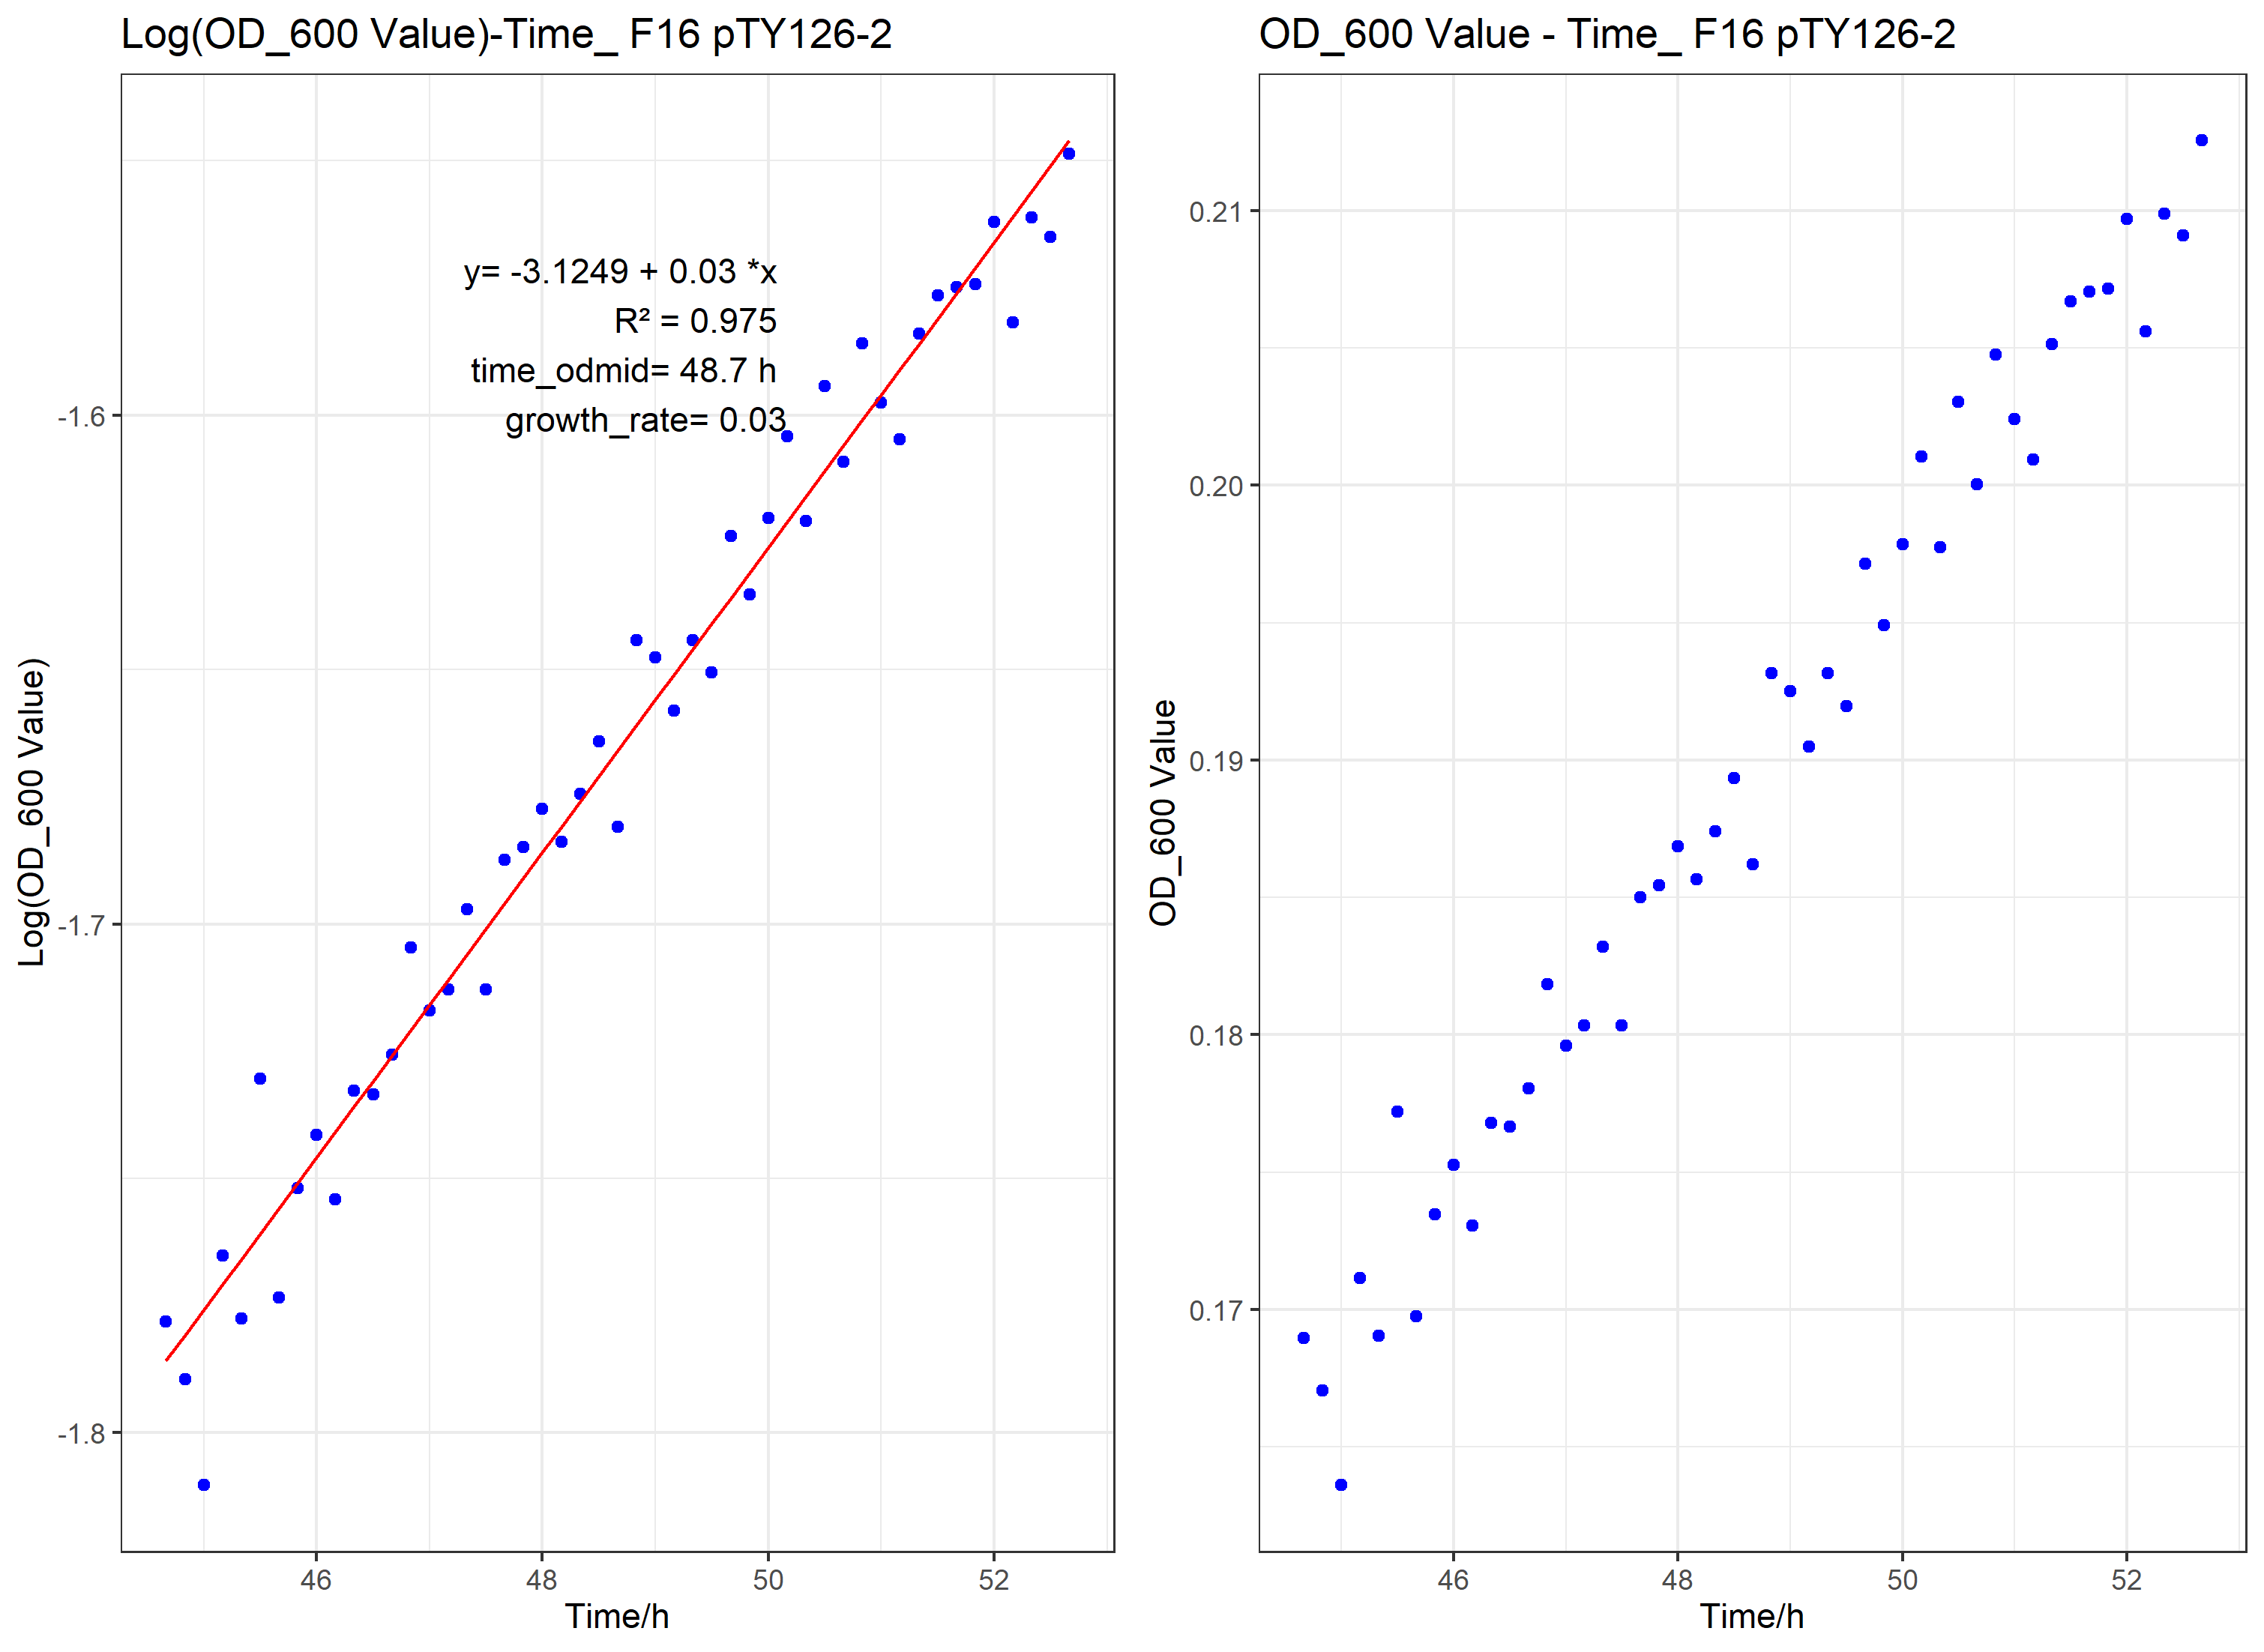 Log(OD_600 Value)-Time_ F16 pTY126-2
y= -3.1249 + 0.03 *x
R² = 0.975
time_odmid= 48.7 h
growth_rate= 0.03
Log(OD_600 Value)
-1.6
-1.7
-1.8
46 48 50 52
Time/h
OD_600 Value - Time_ F16 pTY126-2
OD_600 Value
0.21
0.20
0.19
0.18
0.17
46 48 50 52
Time/h